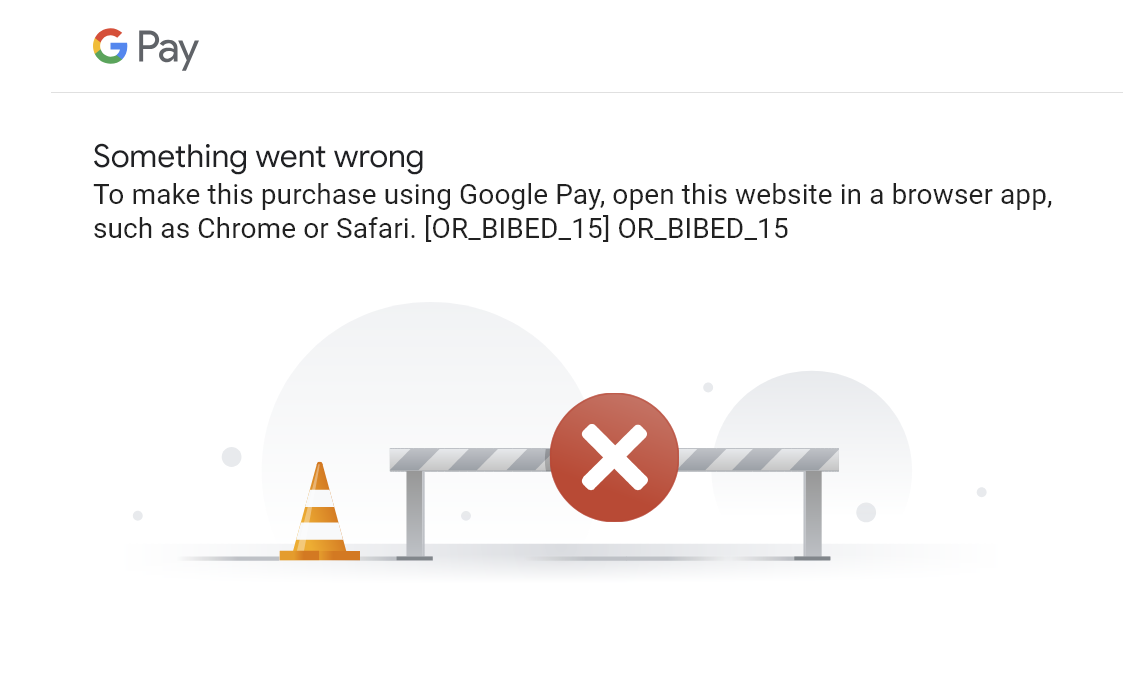 G Pay
Something went wrong
To make this purchase using Google Pay, open this website in a browser app,
such as Chrome or Safari. [OR_BIBED_15] OR_BIBED_15